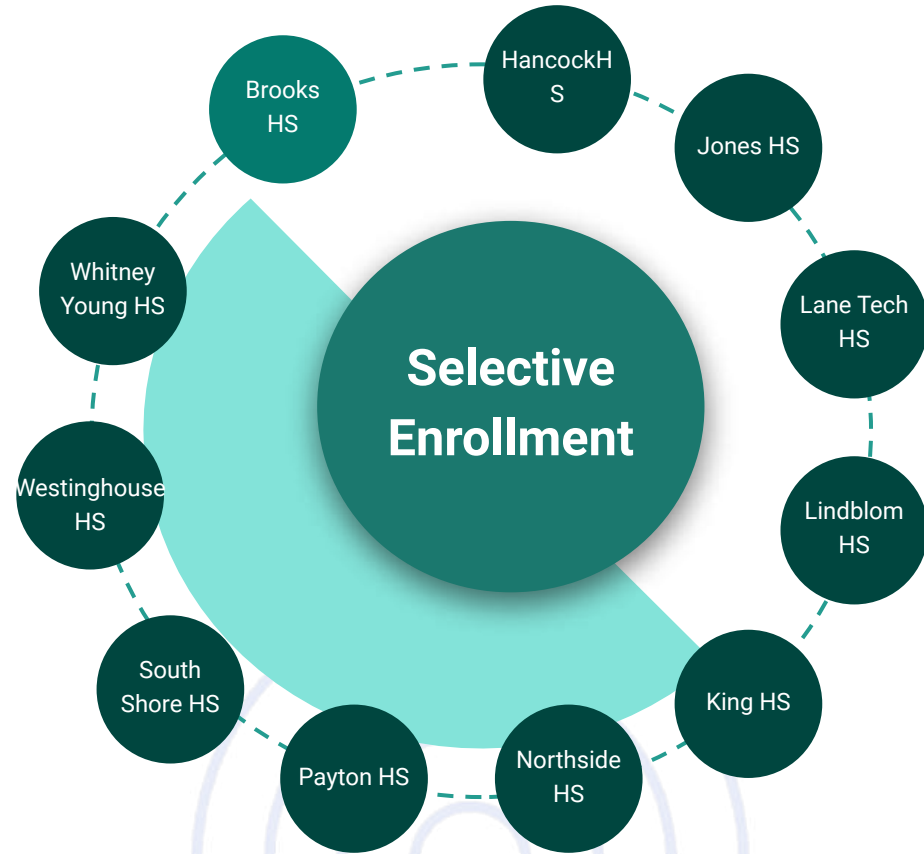 Brooks
HS
HancockH
S
Jones HS
Lane Tech
HS
Lindblom
HS
King HS
Northside
HS
Payton HS
South
Shore HS
Westinghouse
HS
Whitney
Young HS
Selective
Enrollment